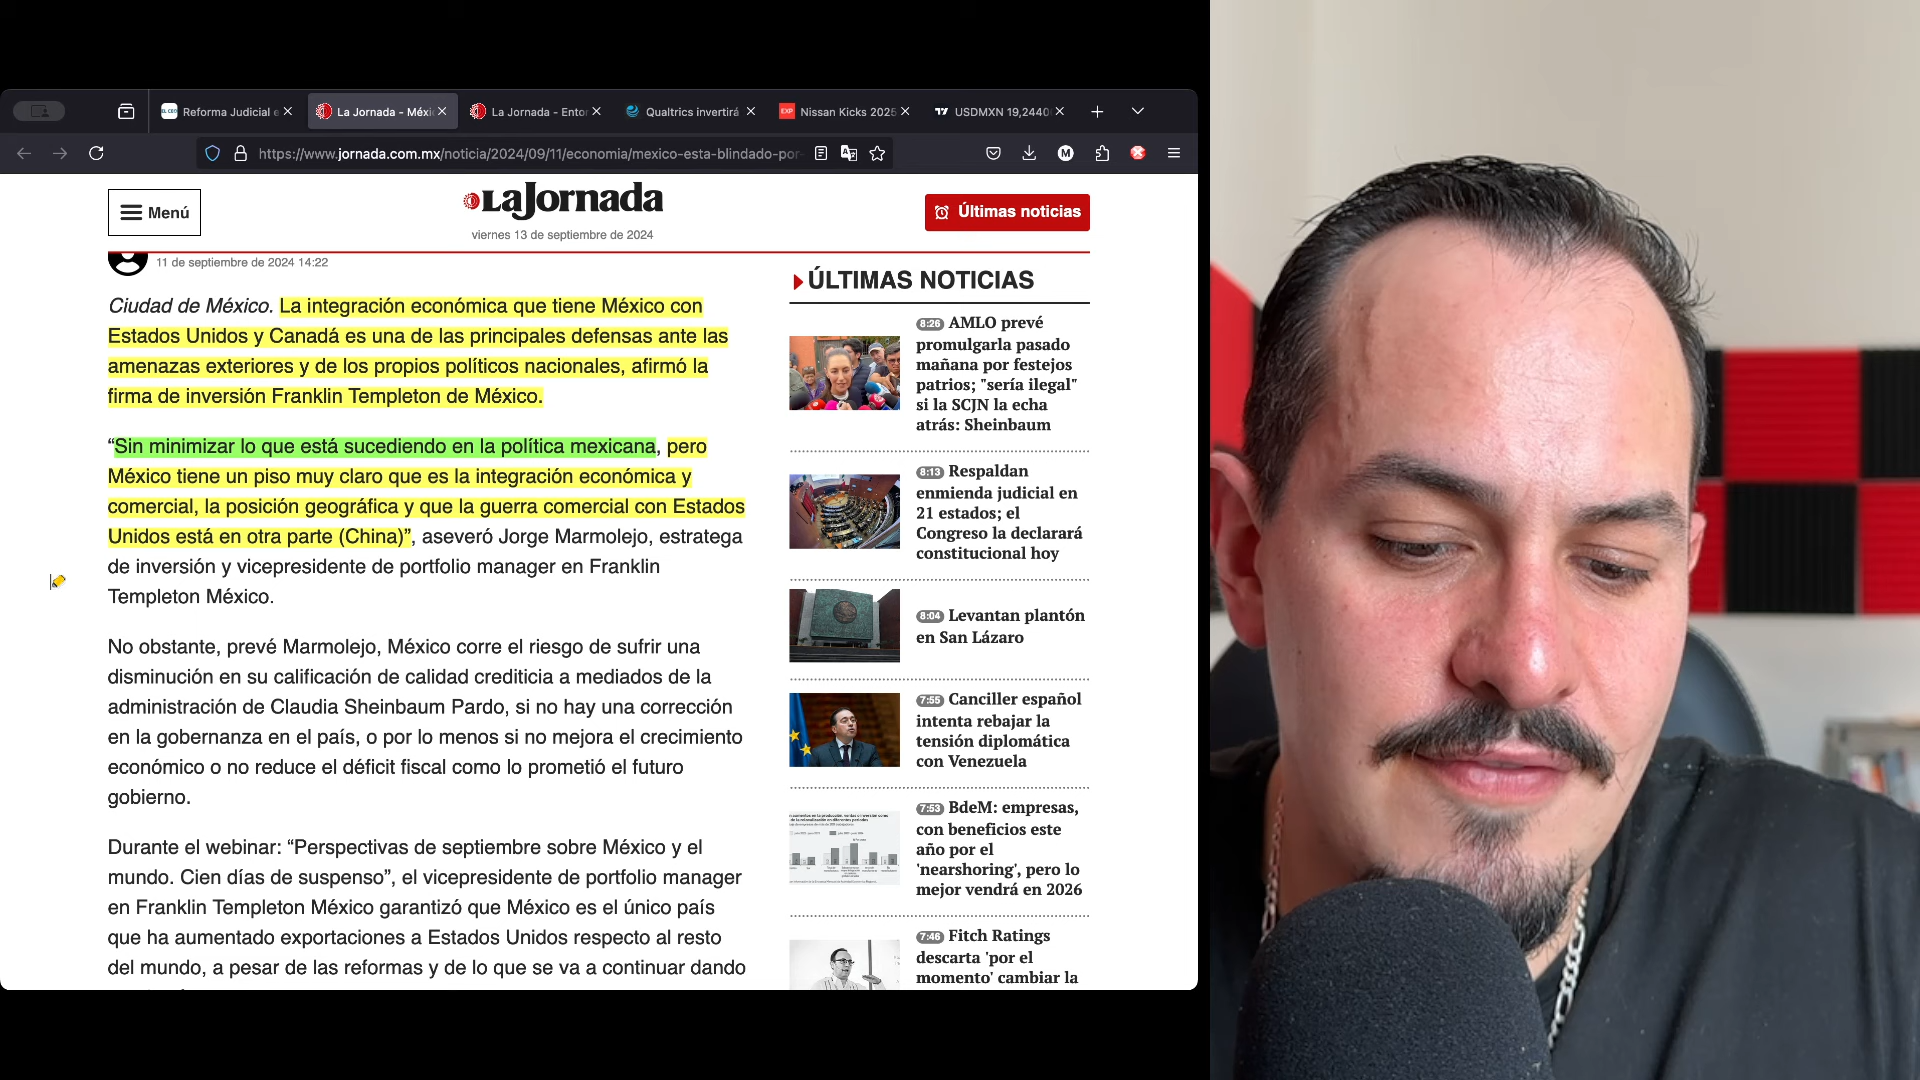 Reforma Judicial e
La Jornada - Méxi
La Jornada - Entor
Qualtrics invertirá
EXP
Nissan Kicks 2025
USDMXN 19,2440
https://www.jornada.com.mx/noticia/2024/09/11/economia/mexico-esta-blindado-por-
M
Menú
LaJornada
viernes 13 de septiembre de 2024
Últimas noticias
11 de septiembre de 2024 14:22
Ciudad de México. La integración económica que tiene México con
Estados Unidos y Canadá es una de las principales defensas ante las
amenazas exteriores y de los propios políticos nacionales, afirmó la
firma de inversión Franklin Templeton de México.
“Sin minimizar lo que está sucediendo en la política mexicana, pero
México tiene un piso muy claro que es la integración económica y
comercial, la posición geográfica y que la guerra comercial con Estados
Unidos está en otra parte (China)”, aseveró Jorge Marmolejo, estratega
de inversión y vicepresidente de portfolio manager en Franklin
Templeton México.
No obstante, prevé Marmolejo, México corre el riesgo de sufrir una
disminución en su calificación de calidad crediticia a mediados de la
administración de Claudia Sheinbaum Pardo, si no hay una corrección
en la gobernanza en el país, o por lo menos si no mejora el crecimiento
económico o no reduce el déficit fiscal como lo prometió el futuro
gobierno.
Durante el webinar: “Perspectivas de septiembre sobre México y el
mundo. Cien días de suspenso”, el vicepresidente de portfolio manager
en Franklin Templeton México garantizó que México es el único país
que ha aumentado exportaciones a Estados Unidos respecto al resto
del mundo, a pesar de las reformas y de lo que se va a continuar dando
ÚLTIMAS NOTICIAS
8:26 AMLO prevé
promulgarla pasado
mañana por festejos
patrios; "sería ilegal"
si la SCJN la echa
atrás: Sheinbaum
8:13 Respaldan
enmienda judicial en
21 estados; el
Congreso la declarará
constitucional hoy
8:04 Levantan plantón
en San Lázaro
7:55 Canciller español
intenta rebajar la
tensión diplomática
con Venezuela
7:53 BdeM: empresas,
con beneficios este
año por el
'nearshoring', pero lo
mejor vendrá en 2026
7:46 Fitch Ratings
descarta 'por el
momento' cambiar la